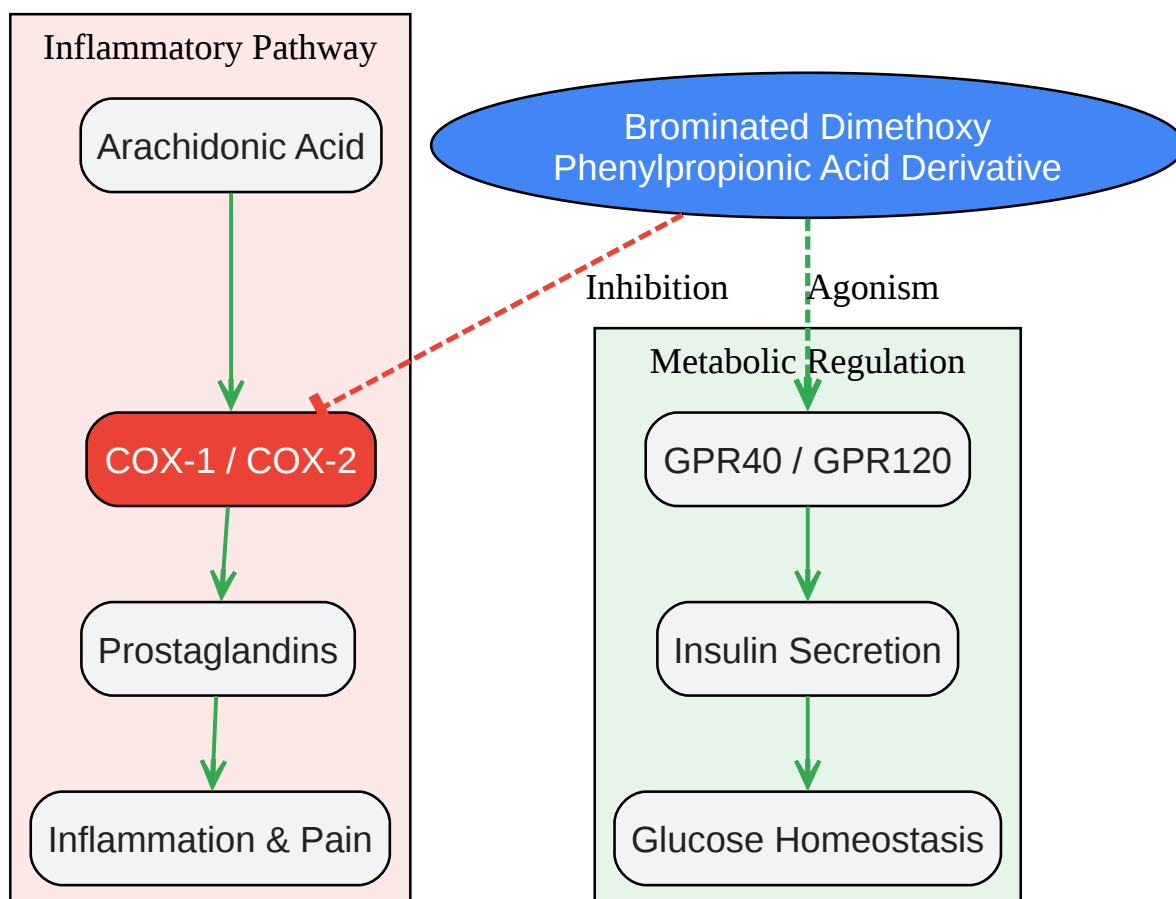 Inflammatory Pathway
Arachidonic Acid
COX-1 / COX-2
Prostaglandins
Inflammation & Pain
Brominated Dimethoxy
Phenylpropionic Acid Derivative
Inhibition
Agonism
Metabolic Regulation
GPR40 / GPR120
Insulin Secretion
Glucose Homeostasis